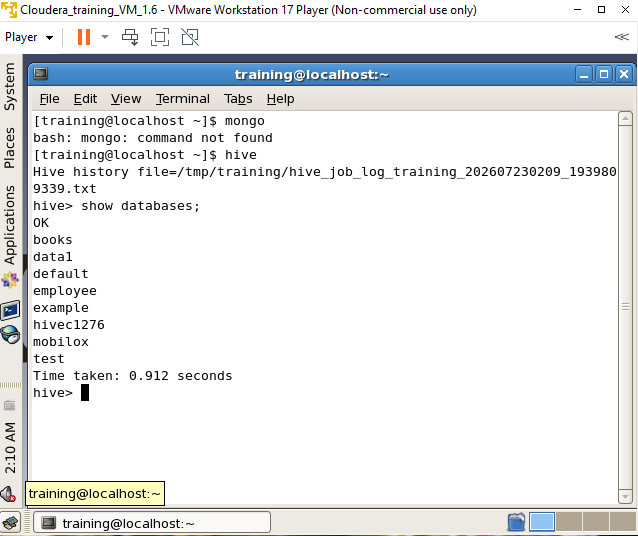 Cloudera_training_VM_1.6 - VMware Workstation 17 Player (Non-commercial use only)
Player
System
Places
Applications
2:10 AM
training@localhost:~
File Edit View Terminal Tabs Help
[training@localhost ~]$ mongo
bash: mongo: command not found
[training@localhost ~]$ hive
Hive history file=/tmp/training/hive_job_log_training_202607230209_193980
9339.txt
hive> show databases;
OK
books
data1
default
employee
example
hivec1276
mobilox
test
Time taken: 0.912 seconds
hive>
training@localhost:~
training@localhost:~